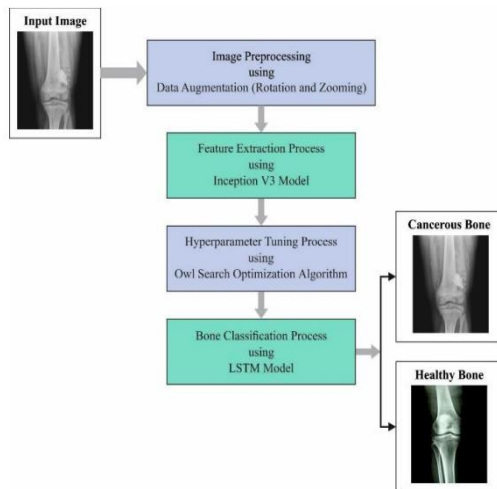 Input Image
Image Preprocessing
using
Data Augmentation (Rotation and Zooming)
Feature Extraction Process
using
Inception V3 Model
Hyperparameter Tuning Process
using
Owl Search Optimization Algorithm
Bone Classification Process
using
LSTM Model
Cancerous Bone
Healthy Bone